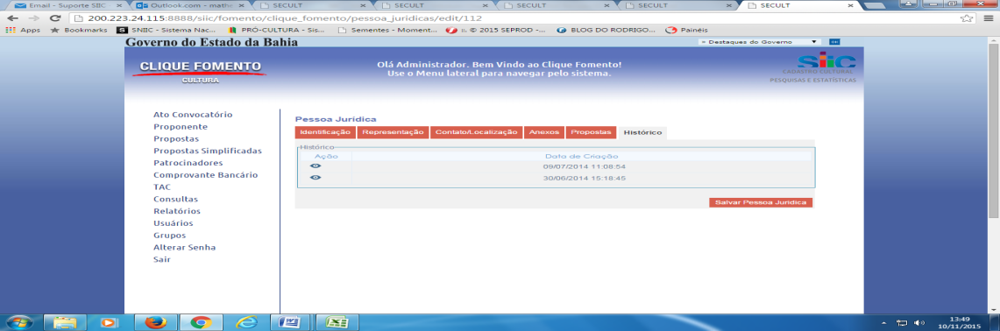 Email - Suporte SIIC
Outlook.com - mathe
SECULT
SECULT
SECULT
SECULT
SECULT
200.223.24.115:8888/siic/fomento/clique_fomento/pessoa_juridicas/edit/112
Apps
Bookmarks
SNIIC - Sistema Nac...
PRÓ-CULTURA - Sis...
Sementes - Moment...
::. © 2015 SEPROD -...
BLOG DO RODRIGO...
Painéis
Governo do Estado da Bahia
» Destaques do Governo
OK
CLIQUE FOMENTO
CULTURA
Olá Administrador. Bem Vindo ao Clique Fomento!
Use o Menu lateral para navegar pelo sistema.
SIIC
CADASTRO CULTURAL
PESQUISAS E ESTATÍSTICAS
Ato Convocatório
Proponente
Propostas
Propostas Simplificadas
Patrocinadores
Comprovante Bancário
TAC
Consultas
Relatórios
Usuários
Grupos
Alterar Senha
Sair
Pessoa Jurídica
Identificação
Representação
Contato/Localização
Anexos
Propostas
Histórico
Histórico
Ação
Data de Criação
09/07/2014 11:08:54
30/06/2014 15:18:45
Salvar Pessoa Juridica
13:49
10/11/2015